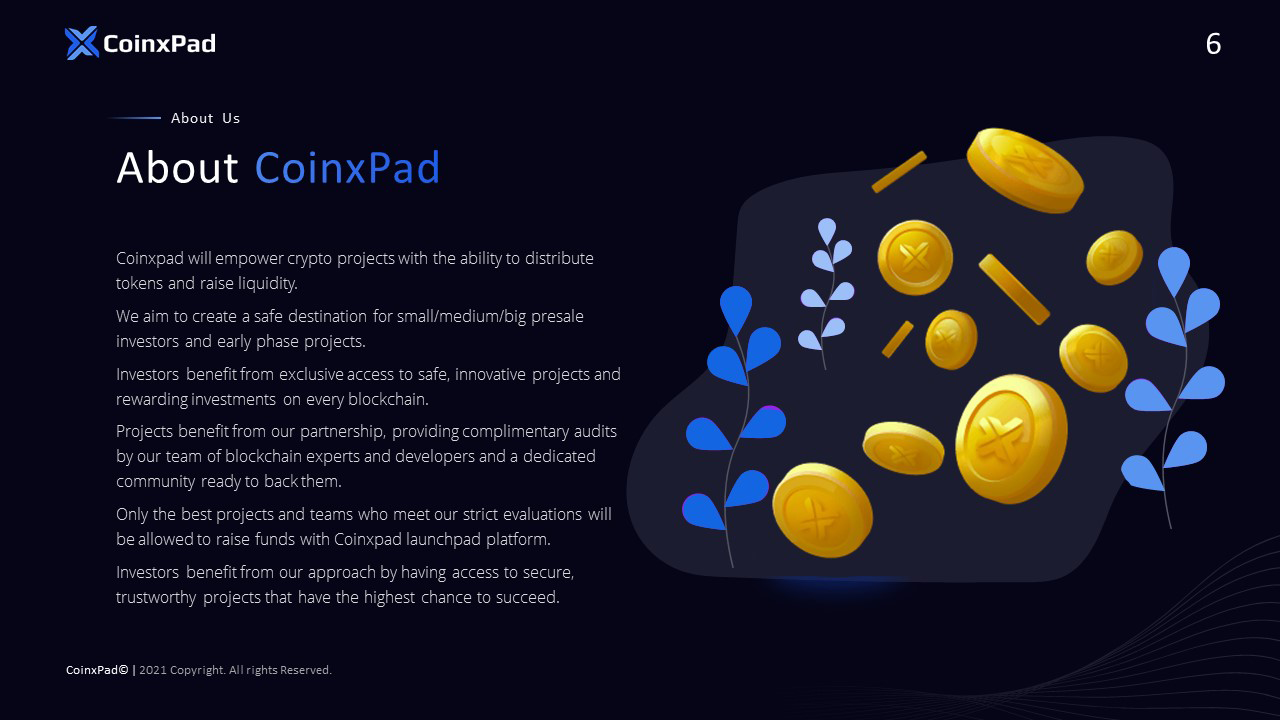 CoinxPad
6
About Us
About CoinxPad
Coinxpad will empower crypto projects with the ability to distribute
tokens and raise liquidity.
We aim to create a safe destination for small/medium/big presale
investors and early phase projects.
Investors benefit from exclusive access to safe, innovative projects and
rewarding investments on every blockchain.
Projects benefit from our partnership, providing complimentary audits
by our team of blockchain experts and developers and a dedicated
community ready to back them.
Only the best projects and teams who meet our strict evaluations will
be allowed to raise funds with Coinxpad launchpad platform.
Investors benefit from our approach by having access to secure,
trustworthy projects that have the highest chance to succeed.
CoinxPad© | 2021 Copyright. All rights Reserved.